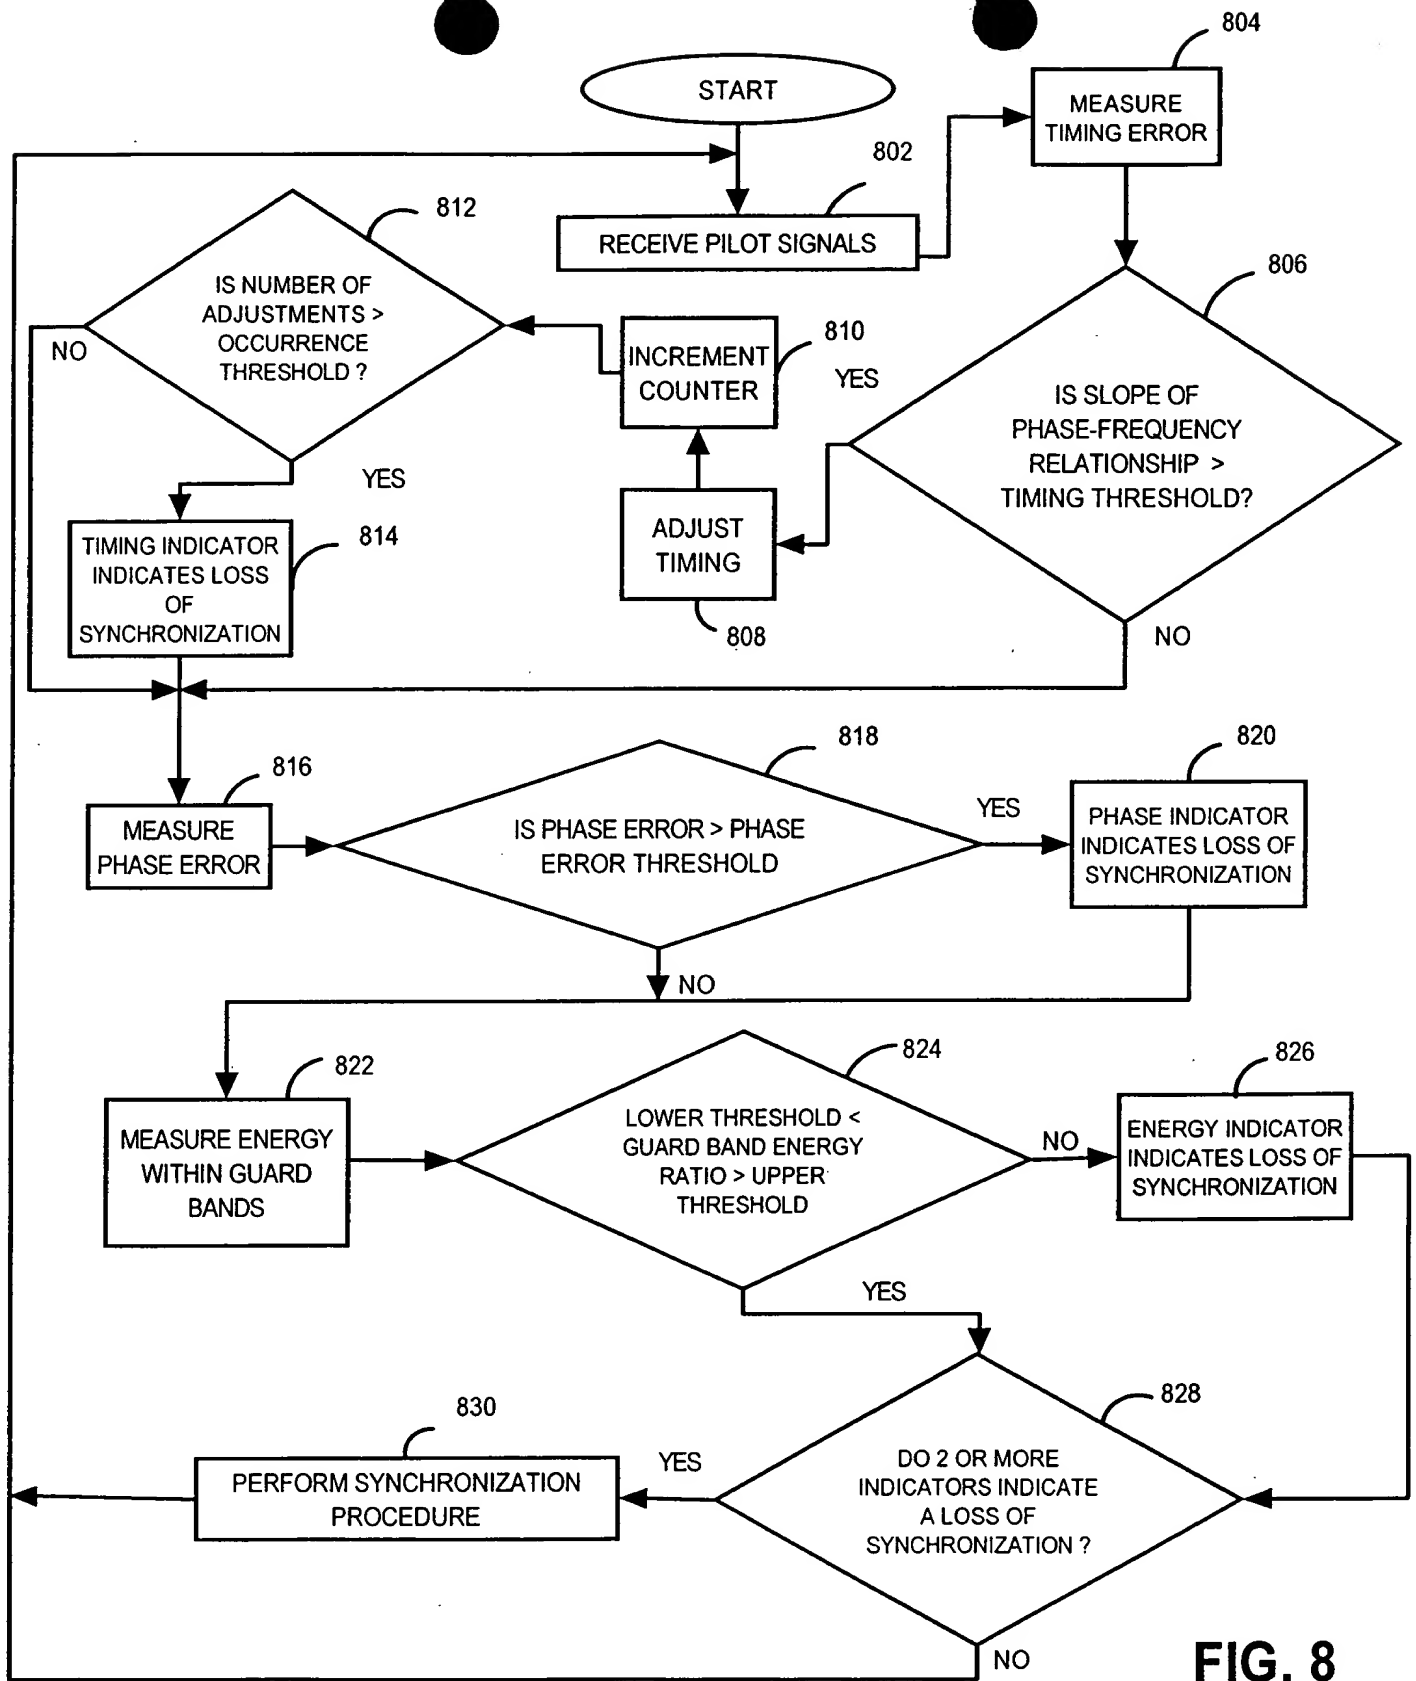 804
START
MEASURE
TIMING ERROR
802
812
RECEIVE PILOT SIGNALS
806
IS NUMBER OF
ADJUSTMENTS >
OCCURRENCE
THRESHOLD ?
NO
810
INCREMENT
COUNTER
YES
IS SLOPE OF
PHASE-FREQUENCY
RELATIONSHIP >
TIMING THRESHOLD?
YES
814
TIMING INDICATOR
INDICATES LOSS
OF
SYNCHRONIZATION
ADJUST
TIMING
808
NO
816
818
820
MEASURE
PHASE ERROR
IS PHASE ERROR > PHASE
ERROR THRESHOLD
YES
PHASE INDICATOR
INDICATES LOSS OF
SYNCHRONIZATION
NO
822
824
826
MEASURE ENERGY
WITHIN GUARD
BANDS
LOWER THRESHOLD <
GUARD BAND ENERGY
RATIO > UPPER
THRESHOLD
NO
ENERGY INDICATOR
INDICATES LOSS OF
SYNCHRONIZATION
YES
828
830
PERFORM SYNCHRONIZATION
PROCEDURE
YES
DO 2 OR MORE
INDICATORS INDICATE
A LOSS OF
SYNCHRONIZATION ?
NO
FIG. 8